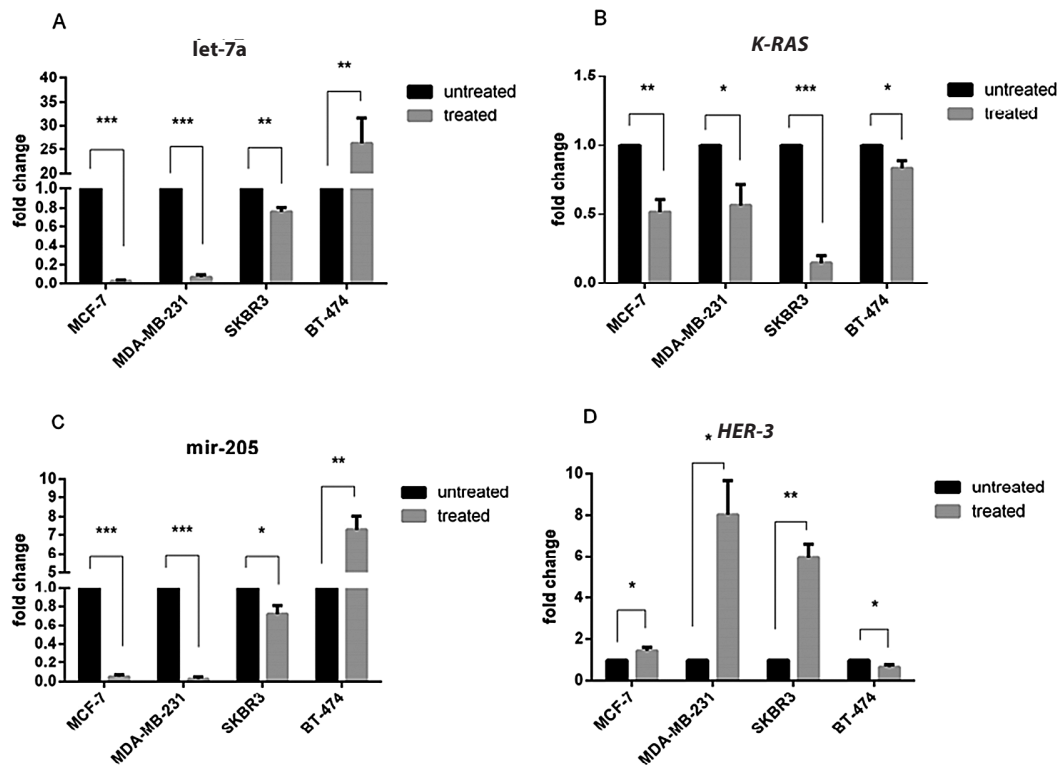 A
let-7a
40
35
30
25
20
1.0
0.8
0.6
0.4
0.2
0.0
fold change
***
***
**
**
untreated
treated
MCF-7
MDA-MB-231
SKBR3
BT-474
B
K-RAS
1.5
1.0
0.5
0.0
fold change
**
*
***
*
untreated
treated
MCF-7
MDA-MB-231
SKBR3
BT-474
C
mir-205
10
9
8
7
6
5
1.0
0.8
0.6
0.4
0.2
0.0
fold change
***
***
*
**
untreated
treated
MCF-7
MDA-MB-231
SKBR3
BT-474
D
HER-3
10
8
6
4
2
0
fold change
*
*
**
*
untreated
treated
MCF-7
MDA-MB-231
SKBR3
BT-474